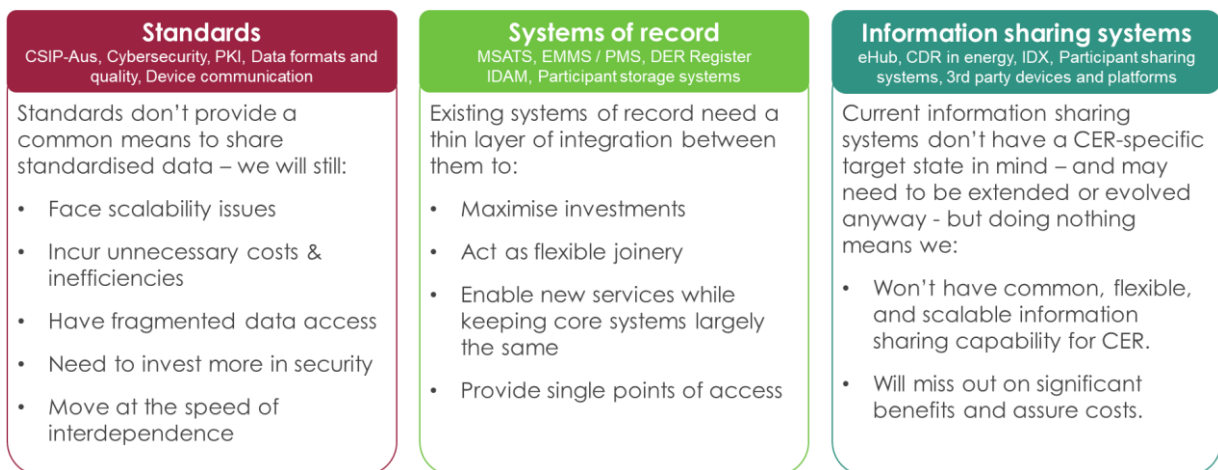 Standards
CSIP-Aus, Cybersecurity, PKI, Data formats and
quality, Device communication
Standards don’t provide a
common means to share
standardised data – we will still:
• Face scalability issues
• Incur unnecessary costs &
inefficiencies
• Have fragmented data access
• Need to invest more in security
• Move at the speed of
interdependence
Systems of record
MSATS, EMMS / PMS, DER Register
IDAM, Participant storage systems
Existing systems of record need a
thin layer of integration between
them to:
• Maximise investments
• Act as flexible joinery
• Enable new services while
keeping core systems largely
the same
• Provide single points of access
Information sharing systems
eHub, CDR in energy, IDX, Participant sharing
systems, 3rd party devices and platforms
Current information sharing
systems don’t have a CER-specific
target state in mind – and may
need to be extended or evolved
anyway - but doing nothing
means we:
• Won’t have common, flexible,
and scalable information
sharing capability for CER.
• Will miss out on significant
benefits and assure costs.